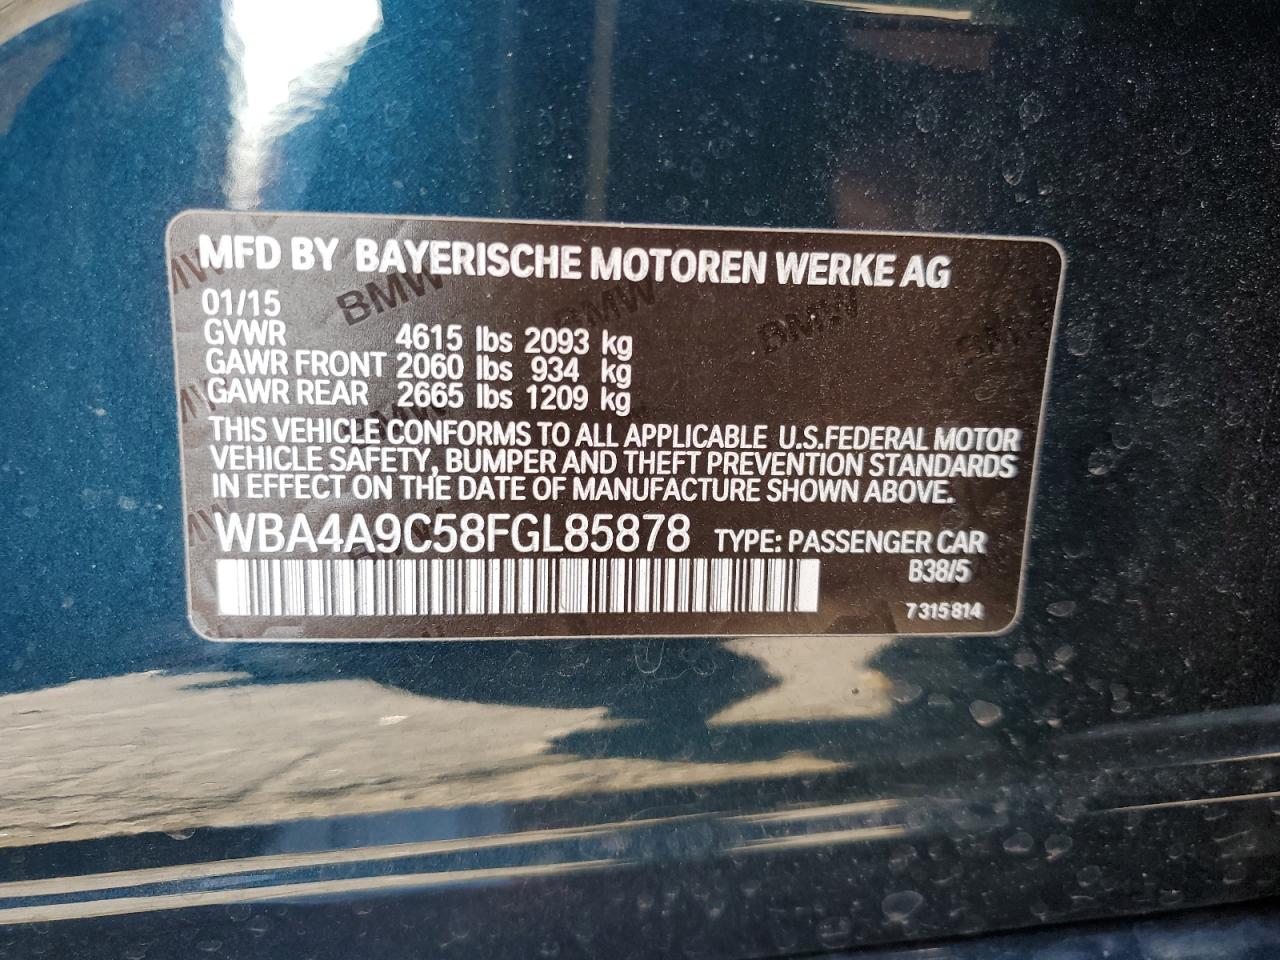 MFD BY BAYERISCHE MOTOREN WERKE AG
01/15
GVWR 4615 lbs 2093 kg
GAWR FRONT 2060 lbs 934 kg
GAWR REAR 2665 lbs 1209 kg
THIS VEHICLE CONFORMS TO ALL APPLICABLE U.S.FEDERAL MOTOR
VEHICLE SAFETY, BUMPER AND THEFT PREVENTION STANDARDS
IN EFFECT ON THE DATE OF MANUFACTURE SHOWN ABOVE.
WBA4A9C58FGL85878 TYPE: PASSENGER CAR
B38/5
7 315 814